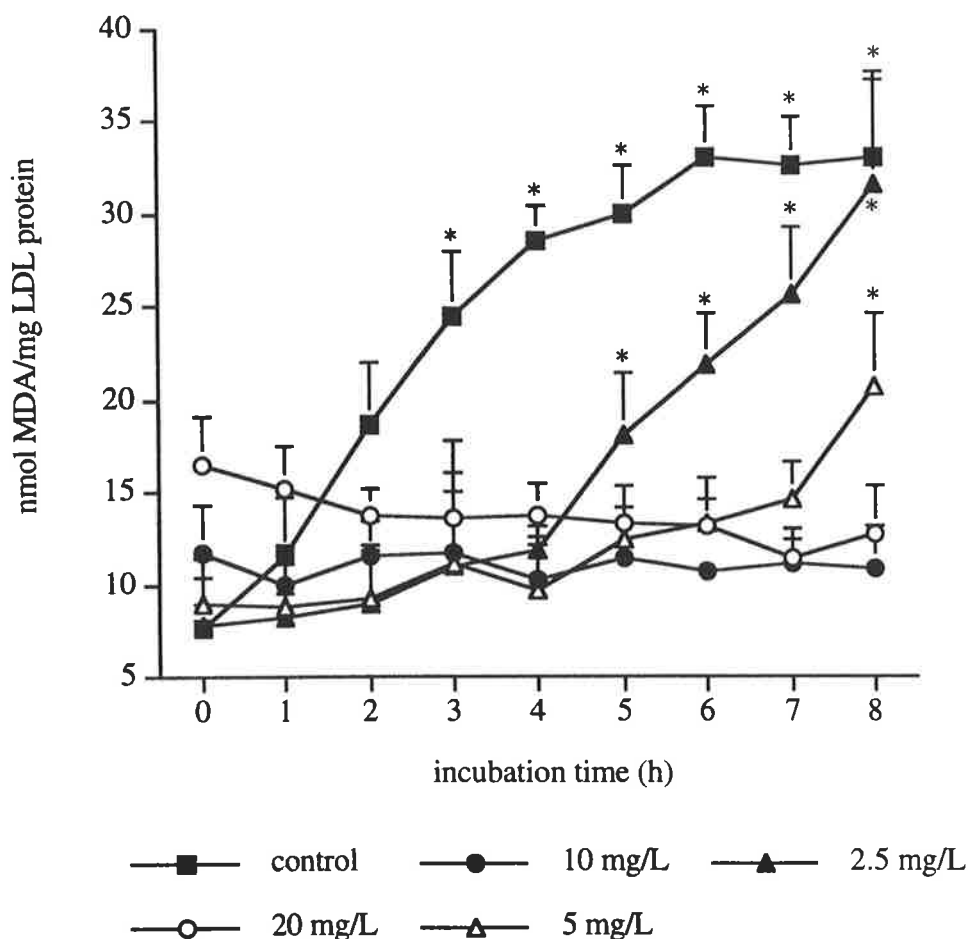 40
35
30
25
20
15
10
5
nmol MDA/mg LDL protein
* * * * * *
* * * *
*
0 1 2 3 4 5 6 7 8
incubation time (h)
control 10 mg/L 2.5 mg/L
20 mg/L 5 mg/L